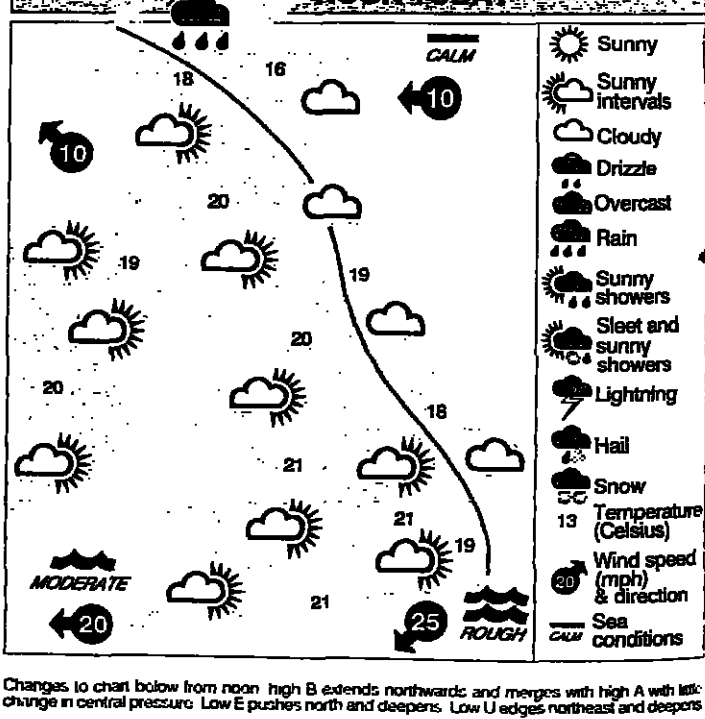 18
16
CALM
10
10
20
19
19
20
20
18
21
21
19
MODERATE
20
21
25
ROUGH
Sunny
Sunny
intervals
Cloudy
Drizzle
Overcast
Rain
Sunny
showers
Sleet and
sunny
showers
Lightning
Hail
Snow
13 Temperature
(Celsius)
20 Wind speed
(mph)
& direction
CALM Sea
conditions
Changes to chart below from noon high B extends northwards and merges with high A with little
change in central pressure Low E pushes north and deepens Low U edges northeast and deepens